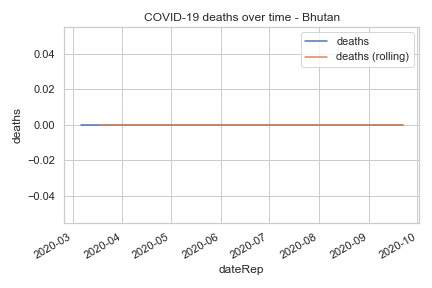 COVID-19 deaths over time - Bhutan
deaths
deaths (rolling)
0.04
0.02
0.00
−0.02
−0.04
deaths
2020-03
2020-04
2020-05
2020-06
2020-07
2020-08
2020-09
2020-10
dateRep